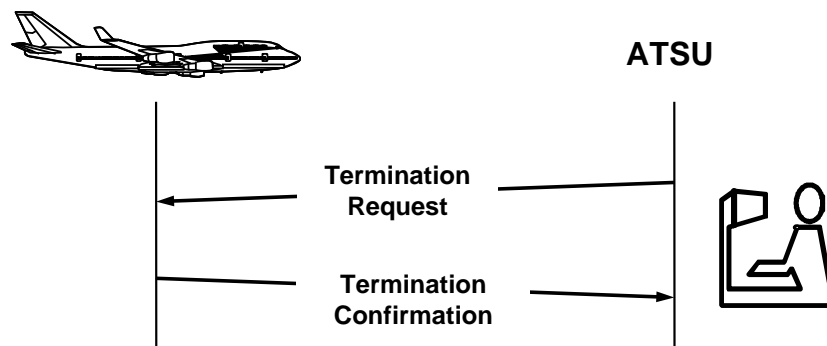 ATSU
Termination
Request
Termination
Confirmation